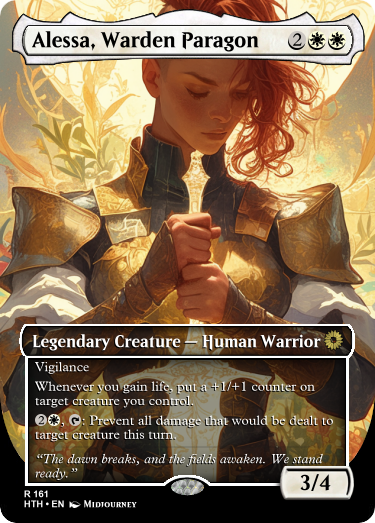 Alessa, Warden Paragon 2
Legendary Creature — Human Warrior
Vigilance
Whenever you gain life, put a +1/+1 counter on
target creature you control.
2, : Prevent all damage that would be dealt to
target creature this turn.
“The dawn breaks, and the fields awaken. We stand
ready.”
3/4
R 161
HTH • EN Midjourney